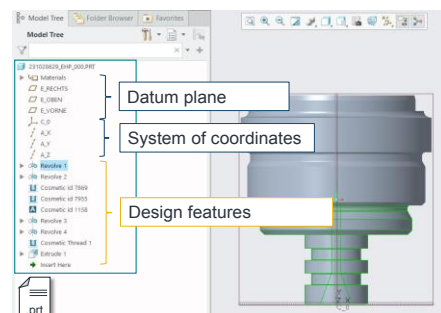 Model Tree
Folder Browser
Favorites
Model Tree
231028629_EHP_000.PRT
Materials
E_RECHTS
E_OBEN
E_VORNE
C_0
A_X
A_Y
A_Z
Revolve 1
Revolve 2
Cosmetic id 7869
Cosmetic id 7955
Cosmetic id 1158
Revolve 3
Revolve 4
Cosmetic Thread 1
Extrude 1
Insert Here
Datum plane
System of coordinates
Design features
prt
Y
Z X
C_0